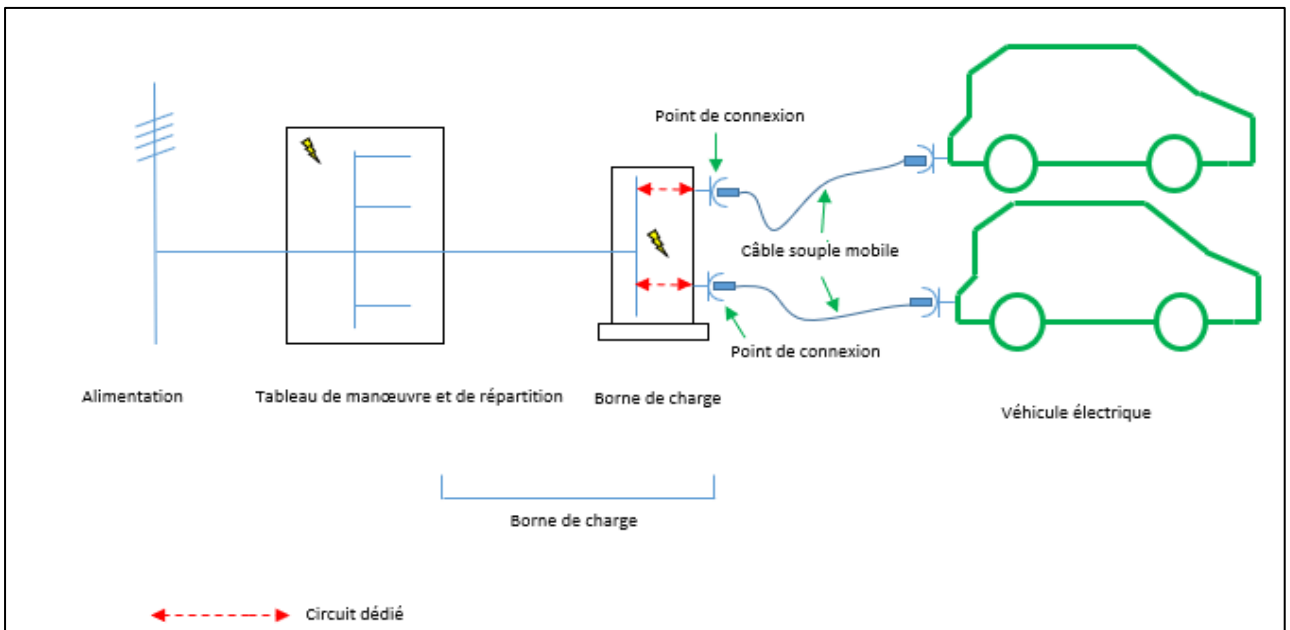 Point de connexion
Câble souple mobile
Point de connexion
Alimentation
Tableau de manœuvre et de répartition
Borne de charge
Véhicule électrique
Borne de charge
Circuit dédié